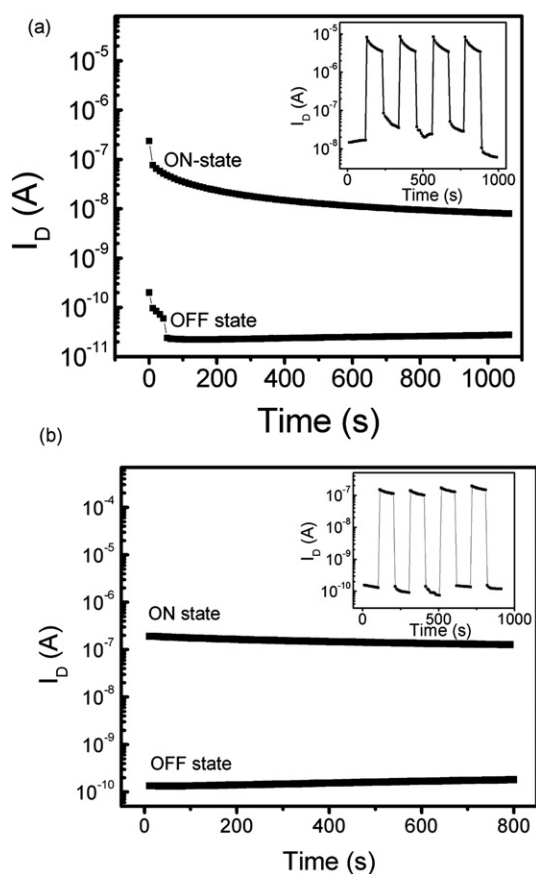 (a)
I_D (A)
10^-5
10^-6
10^-7
10^-8
10^-9
10^-10
10^-11
ON-state
OFF state
0 200 400 600 800 1000
Time (s)
I_D (A)
10^-5
10^-6
10^-7
10^-8
0 500 1000
Time (s)
(b)
I_D (A)
10^-4
10^-5
10^-6
10^-7
10^-8
10^-9
10^-10
ON state
OFF state
0 200 400 600 800
Time (s)
I_D (A)
10^-7
10^-8
10^-9
10^-10
0 500 1000
Time (s)